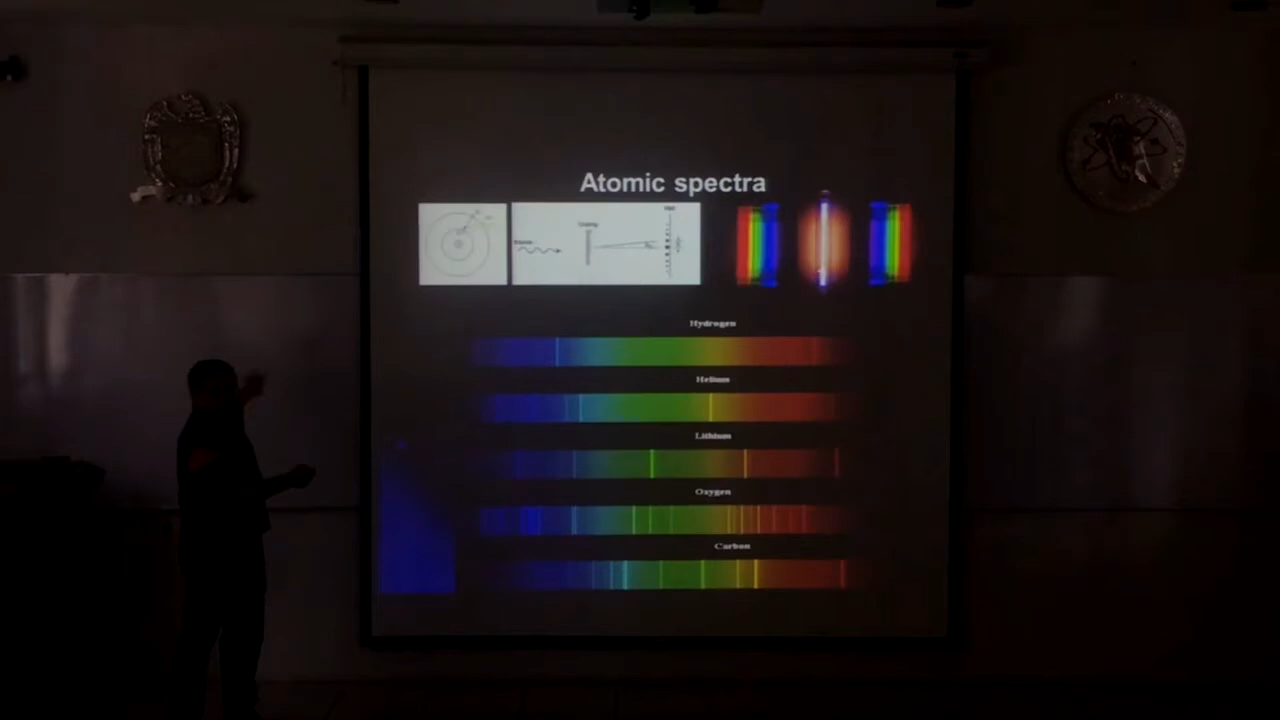 Atomic spectra
Hydrogen
Helium
Lithium
Oxygen
Carbon